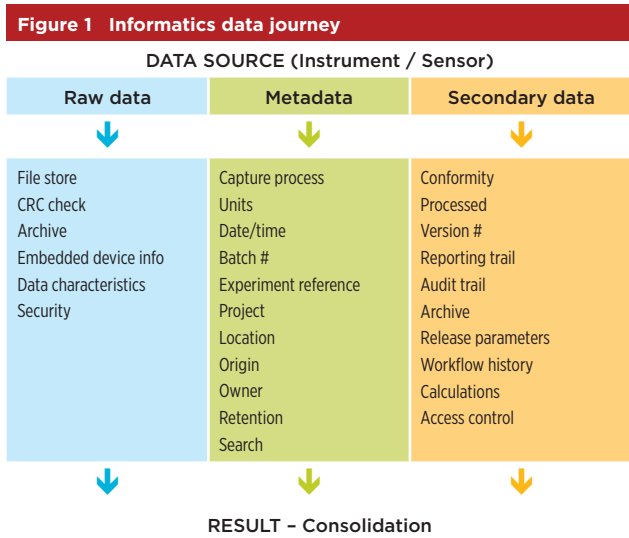 Figure 1 Informatics data journey
DATA SOURCE (Instrument / Sensor)
Raw data
Metadata
Secondary data
File store
CRC check
Archive
Embedded device info
Data characteristics
Security
Capture process
Units
Date/time
Batch #
Experiment reference
Project
Location
Origin
Owner
Retention
Search
Conformity
Processed
Version #
Reporting trail
Audit trail
Archive
Release parameters
Workflow history
Calculations
Access control
RESULT – Consolidation